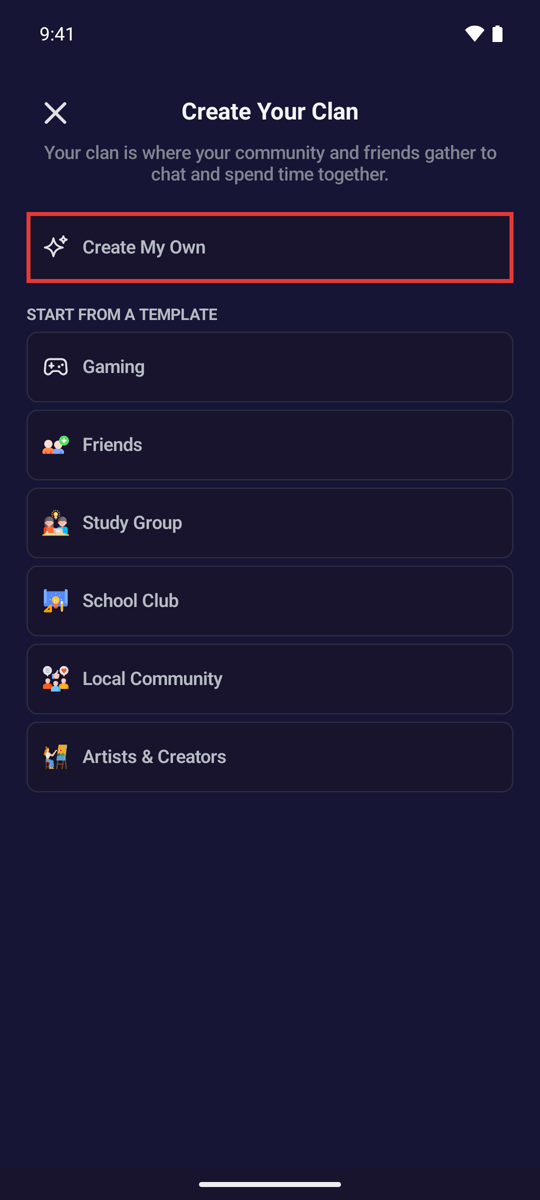 9:41
Create Your Clan
Your clan is where your community and friends gather to
chat and spend time together.
Create My Own
START FROM A TEMPLATE
Gaming
Friends
Study Group
School Club
Local Community
Artists & Creators